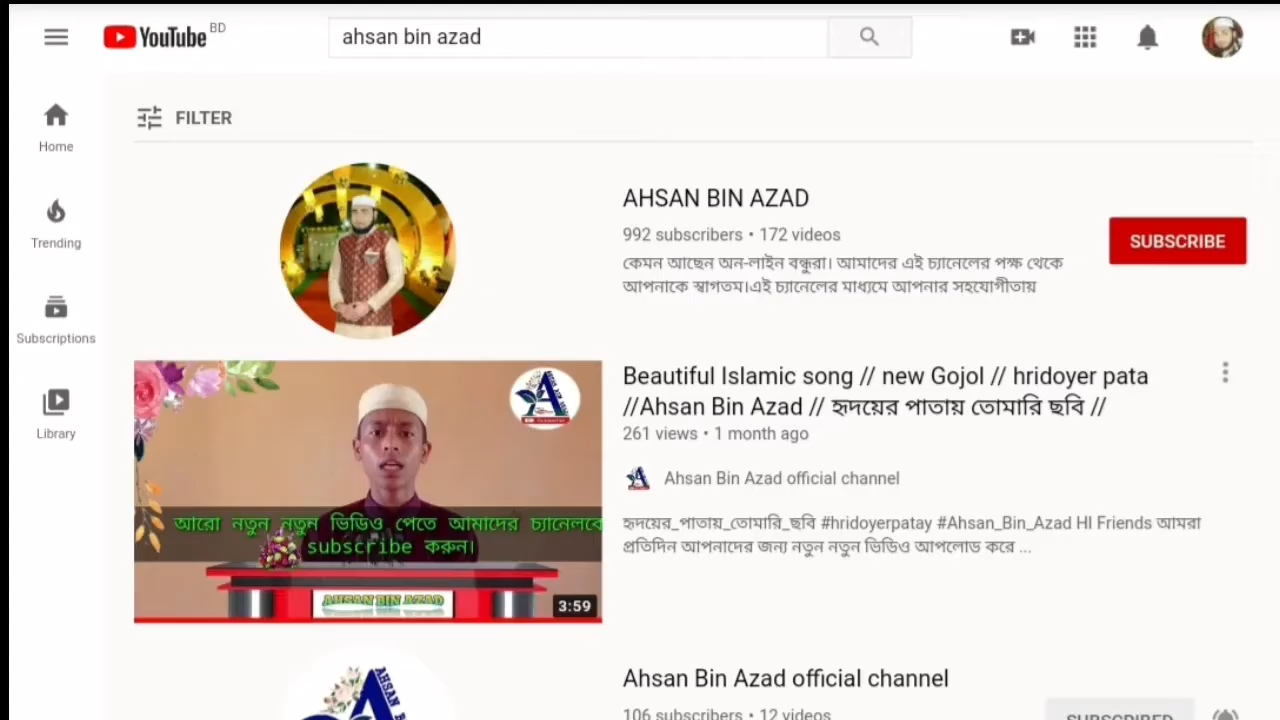 YouTube BD
ahsan bin azad
FILTER
Home
Trending
Subscriptions
Library
AHSAN BIN AZAD
992 subscribers • 172 videos
কেমন আছেন অন-লাইন বন্ধুরা। আমাদের এই চ্যানেলের পক্ষ থেকে
আপনাকে স্বাগতম।এই চ্যানেলের মাধ্যমে আপনার সহযোগীতায়
SUBSCRIBE
Beautiful Islamic song // new Gojol // hridoyer pata
//Ahsan Bin Azad // হৃদয়ের পাতায় তোমারি ছবি //
261 views • 1 month ago
Ahsan Bin Azad official channel
হৃদয়ের_পাতায়_তোমারি_ছবি #hridoyerpatay #Ahsan_Bin_Azad HI Friends আমরা
প্রতিদিন আপনাদের জন্য নতুন নতুন ভিডিও আপলোড করে ...
আরো নতুন নতুন ভিডিও পেতে আমাদের চ্যানেলকে
subscribe করুন।
AHSAN BIN AZAD
3:59
Ahsan Bin Azad official channel
106 subscribers • 12 videos
SUBSCRIBED